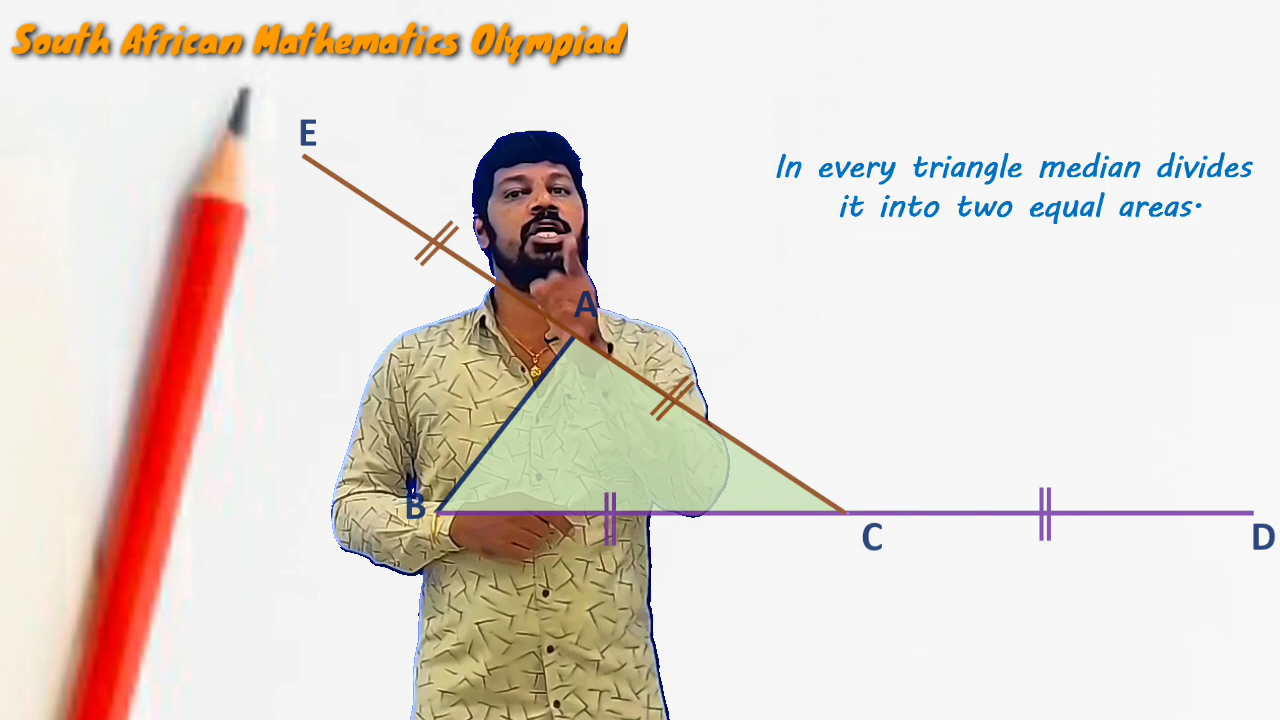 South African Mathematics Olympiad
E
In every triangle median divides
it into two equal areas.
A
B
C
D